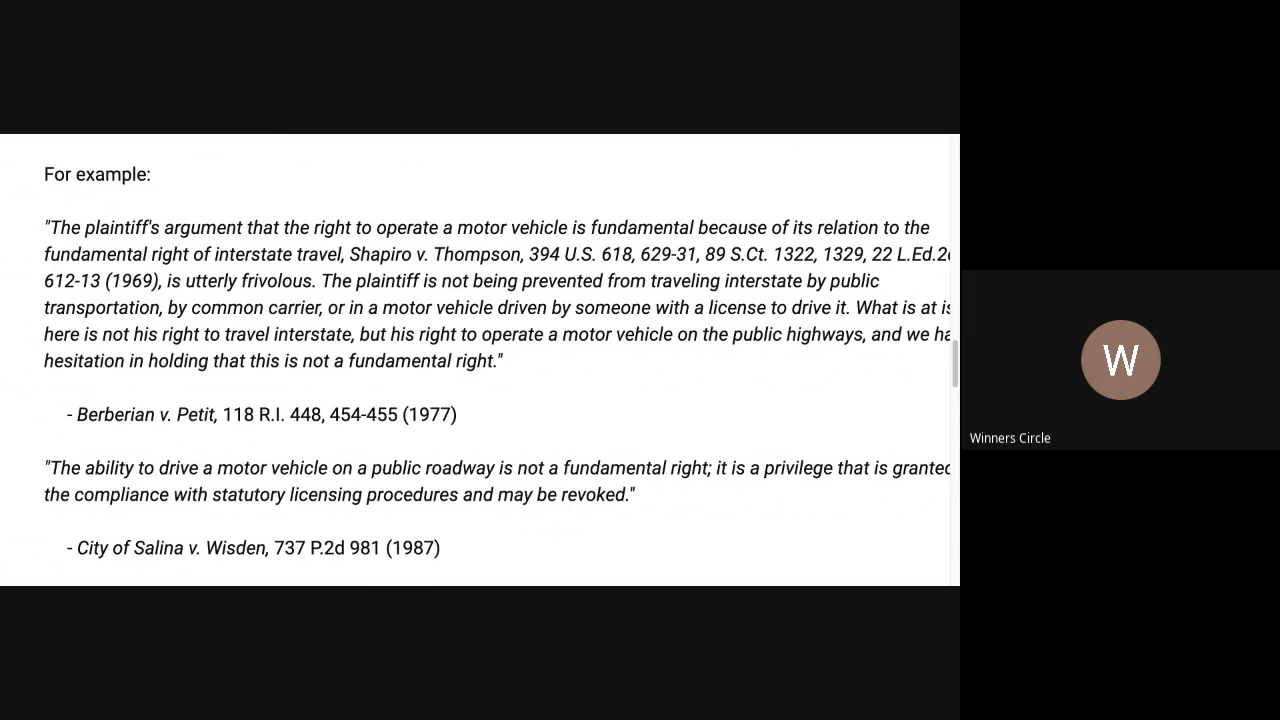 For example:
"The plaintiff's argument that the right to operate a motor vehicle is fundamental because of its relation to the
fundamental right of interstate travel, Shapiro v. Thompson, 394 U.S. 618, 629-31, 89 S.Ct. 1322, 1329, 22 L.Ed.2
612-13 (1969), is utterly frivolous. The plaintiff is not being prevented from traveling interstate by public
transportation, by common carrier, or in a motor vehicle driven by someone with a license to drive it. What is at
here is not his right to travel interstate, but his right to operate a motor vehicle on the public highways, and we
hesitation in holding that this is not a fundamental right."
- Berberian v. Petit, 118 R.I. 448, 454-455 (1977)
"The ability to drive a motor vehicle on a public roadway is not a fundamental right; it is a privilege that is granted
the compliance with statutory licensing procedures and may be revoked."
- City of Salina v. Wisden, 737 P.2d 981 (1987)
W
Winners Circle